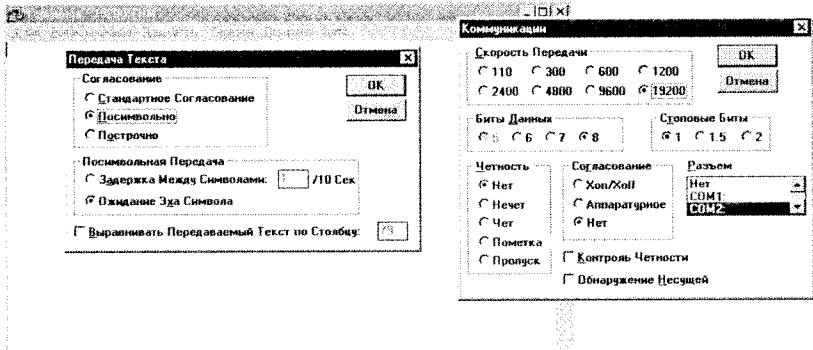 Передача Текста
Согласование
Стандартное Согласование
Посимвольно
Построчно
OK
Отмена
Посимвольная Передача
Задержка Между Символами: /10 Сек
Ожидание Эха Символа
Выравнивать Передаваемый Текст по Столбцу:
Коммуникации
Скорость Передачи
110 300 600 1200
2400 4800 9600 19200
OK
Отмена
Биты Данных
5 6 7 8
Стоповые Биты
1 1.5 2
Четность
Нет
Нечет
Чет
Пометка
Пропуск
Согласование
Xon/Xoff
Аппаратурное
Нет
Разъем
Нет
COM1:
COM2:
Контроль Четности
Обнаружение Несущей